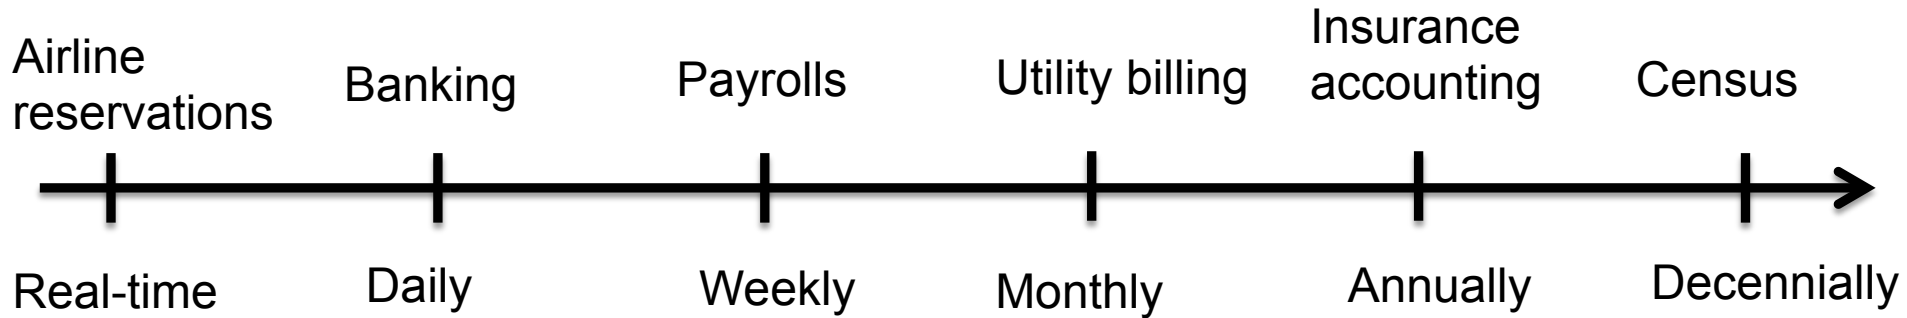 Airline
reservations
Banking
Payrolls
Utility billing
Insurance
accounting
Census
Real-time
Daily
Weekly
Monthly
Annually
Decennially